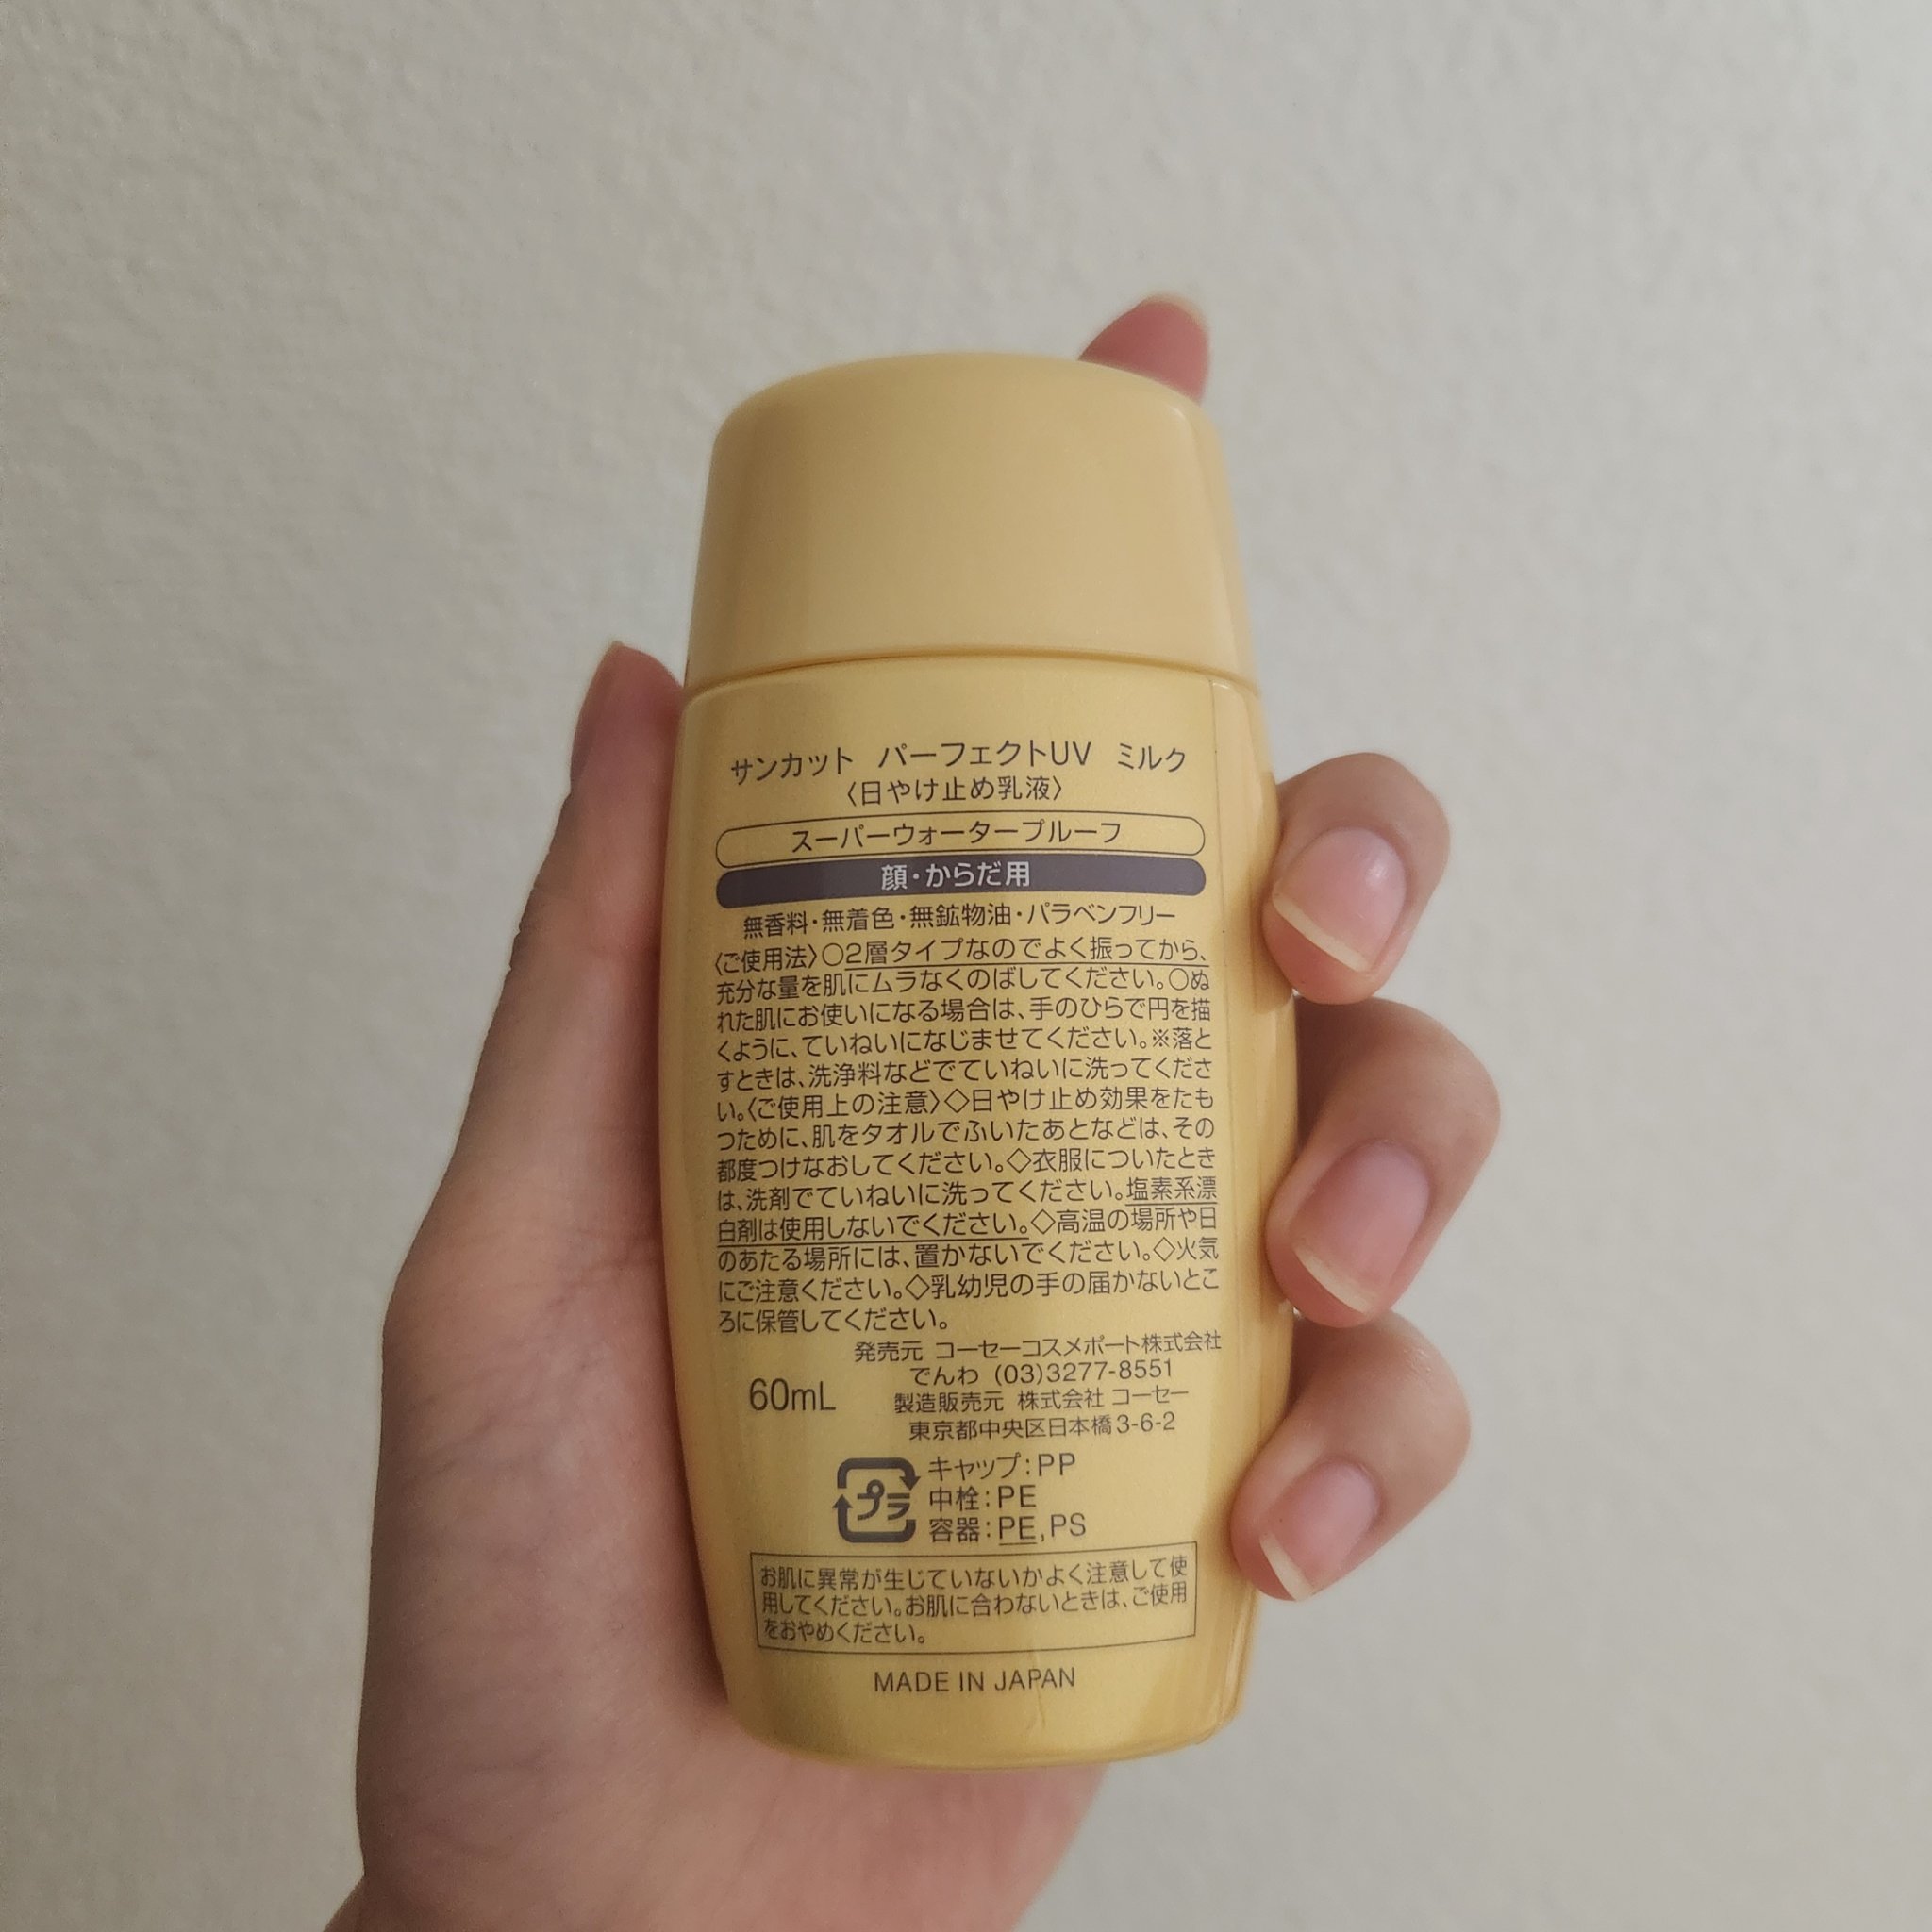 サンカット パーフェクトUV ミルク
〈日やけ止め乳液〉
スーパーウォータープルーフ
顔・からだ用
無香料・無着色・無鉱物油・パラベンフリー
〈ご使用法〉○2層タイプなのでよく振ってから、
充分な量を肌にムラなくのばしてください。○ぬ
れた肌にお使いになる場合は、手のひらで円を描
くように、ていねいになじませてください。※落と
すときは、洗浄料などでていねいに洗ってくださ
い。〈ご使用上の注意〉◇日やけ止め効果をたも
つために、肌をタオルでふいたあとなどは、その
都度つけなおしてください。◇衣服についたとき
は、洗剤でていねいに洗ってください。塩素系漂
白剤は使用しないでください。◇高温の場所や日
のあたる場所には、置かないでください。◇火気
にご注意ください。◇乳幼児の手の届かないとこ
ろに保管してください。
発売元 コーセーコスメポート株式会社
でんわ (03)3277-8551
60mL
製造販売元 株式会社 コーセー
東京都中央区日本橋3-6-2
プラ
キャップ:PP
中栓:PE
容器:PE,PS
お肌に異常が生じていないかよく注意して使
用してください。お肌に合わないときは、ご使用
をおやめください。
MADE IN JAPAN